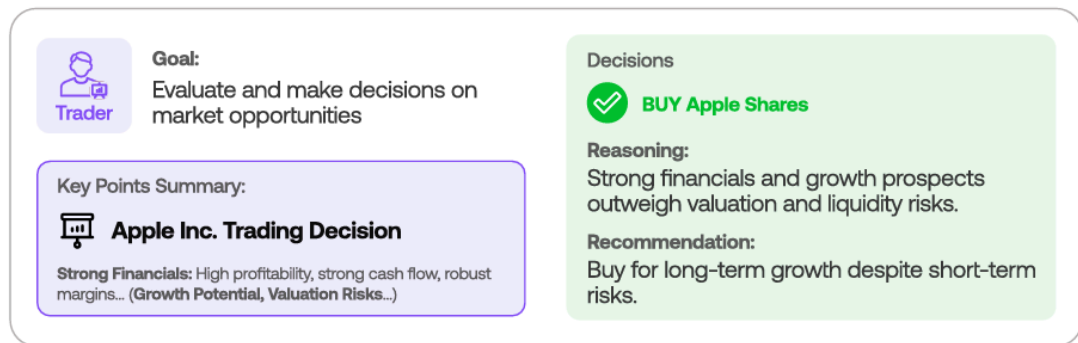 Trader
Goal:
Evaluate and make decisions on
market opportunities
Key Points Summary:
Apple Inc. Trading Decision
Strong Financials: High profitability, strong cash flow, robust
margins... (Growth Potential, Valuation Risks...)
Decisions
BUY Apple Shares
Reasoning:
Strong financials and growth prospects
outweigh valuation and liquidity risks.
Recommendation:
Buy for long-term growth despite short-term
risks.